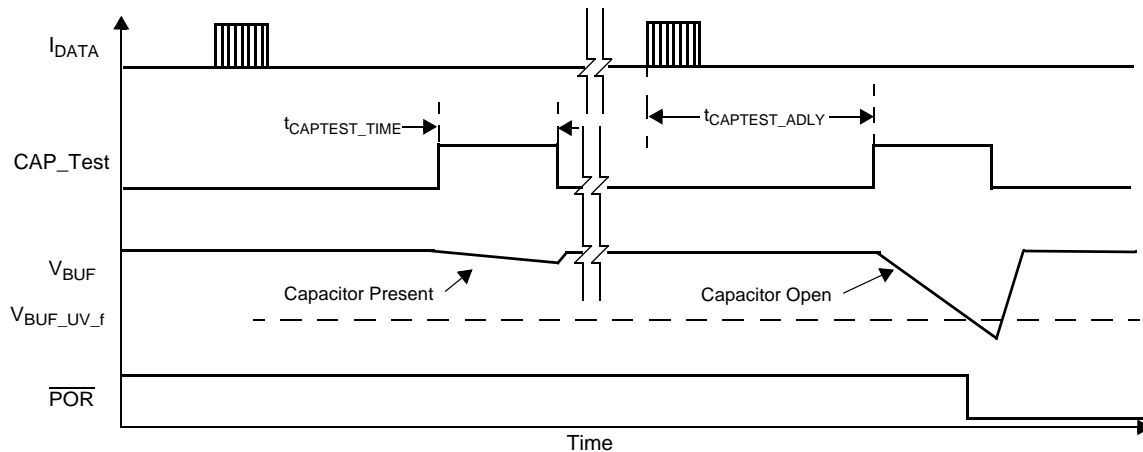 I_DATA
t_CAPTEST_TIME
t_CAPTEST_ADLY
CAP_Test
V_BUF
Capacitor Present
Capacitor Open
V_BUF_UV_f
POR
Time